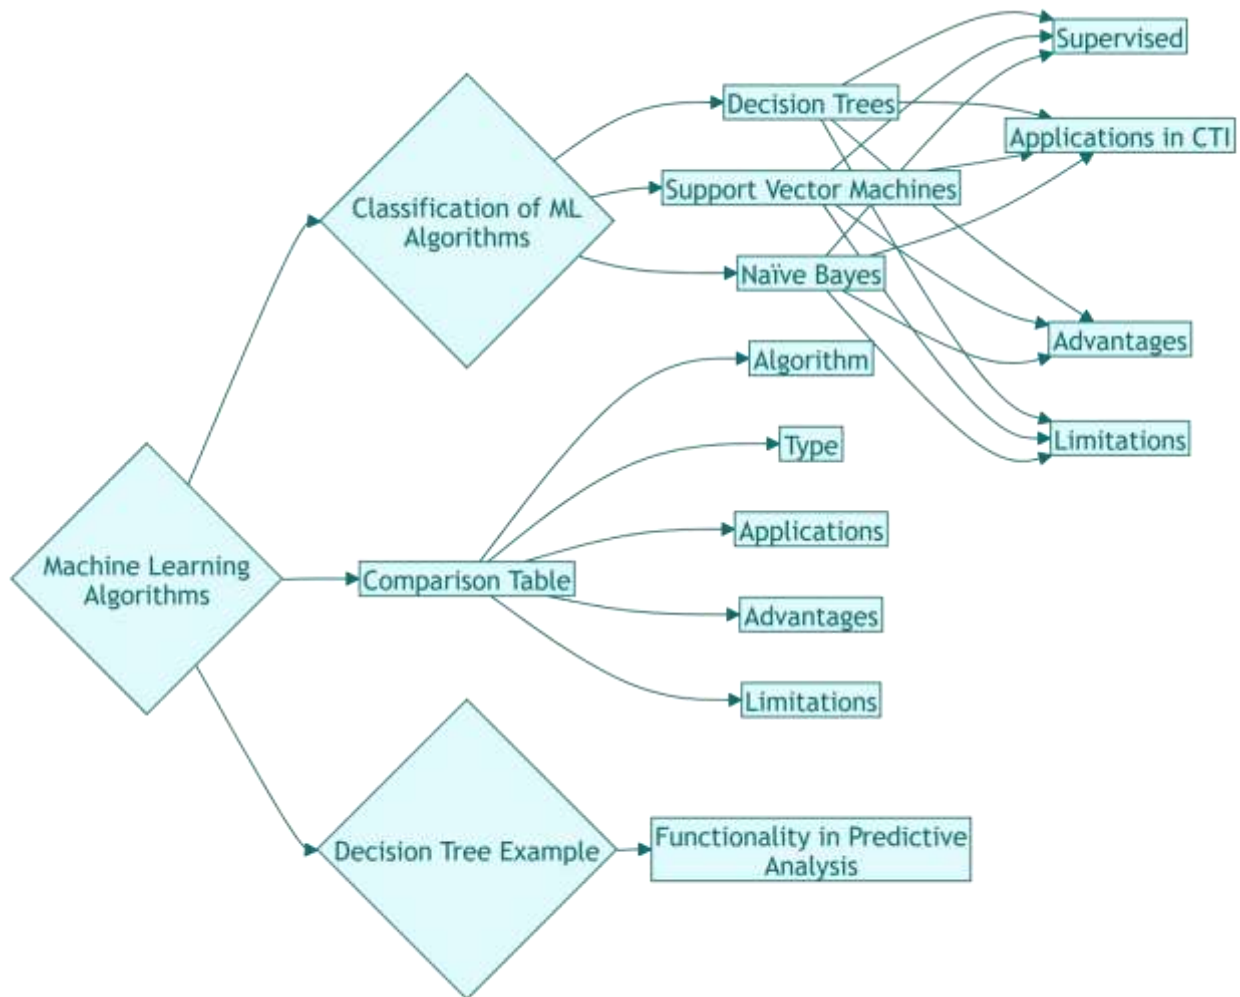 Supervised
Decision Trees
Applications in CTI
Support Vector Machines
Classification of ML
Algorithms
Naïve Bayes
Advantages
Algorithm
Limitations
Type
Applications
Machine Learning
Algorithms
Comparison Table
Advantages
Limitations
Decision Tree Example
Functionality in Predictive
Analysis